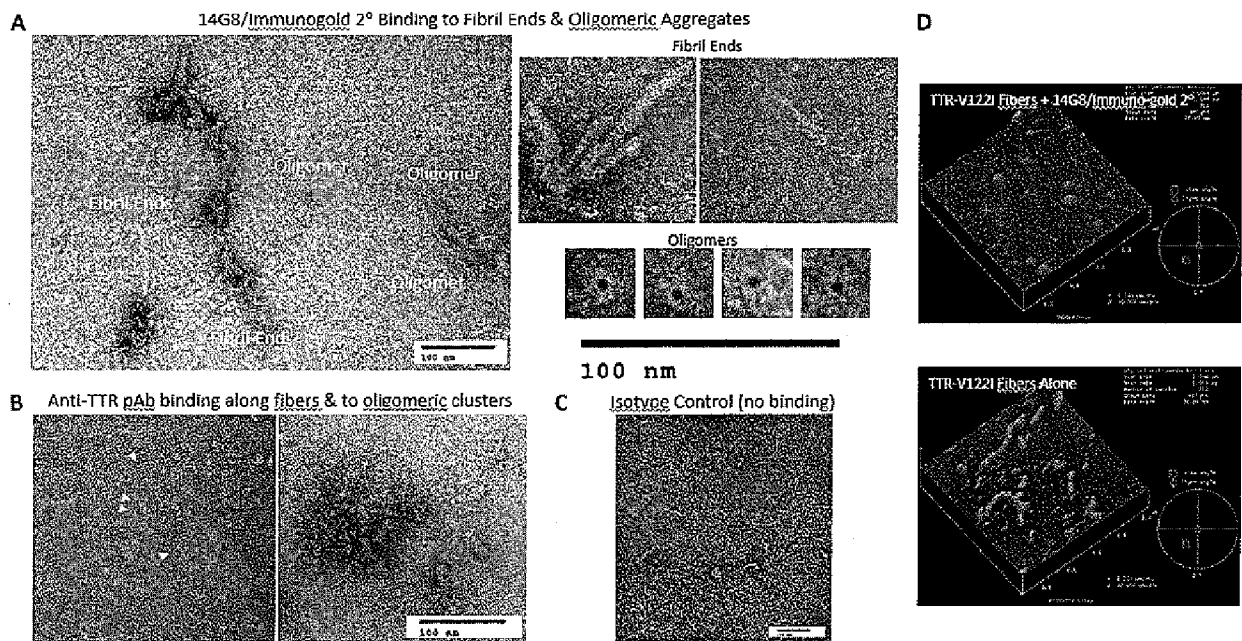 14G8/Immunogold 2° Binding to Fibril Ends & Oligomeric Aggregates
A
D
Fibril Ends
Oligomer
Oligomer
Fibril Ends
Oligomer
Fibril Ends
100 nm
Oligomers
100 nm
TTR-V122I Fibers + 14G8/Immuno-gold 2°
B
Anti-TTR pAb binding along fibers & to oligomeric clusters
C
Isotype Control (no binding)
100 nm
TTR-V122I Fibers Alone